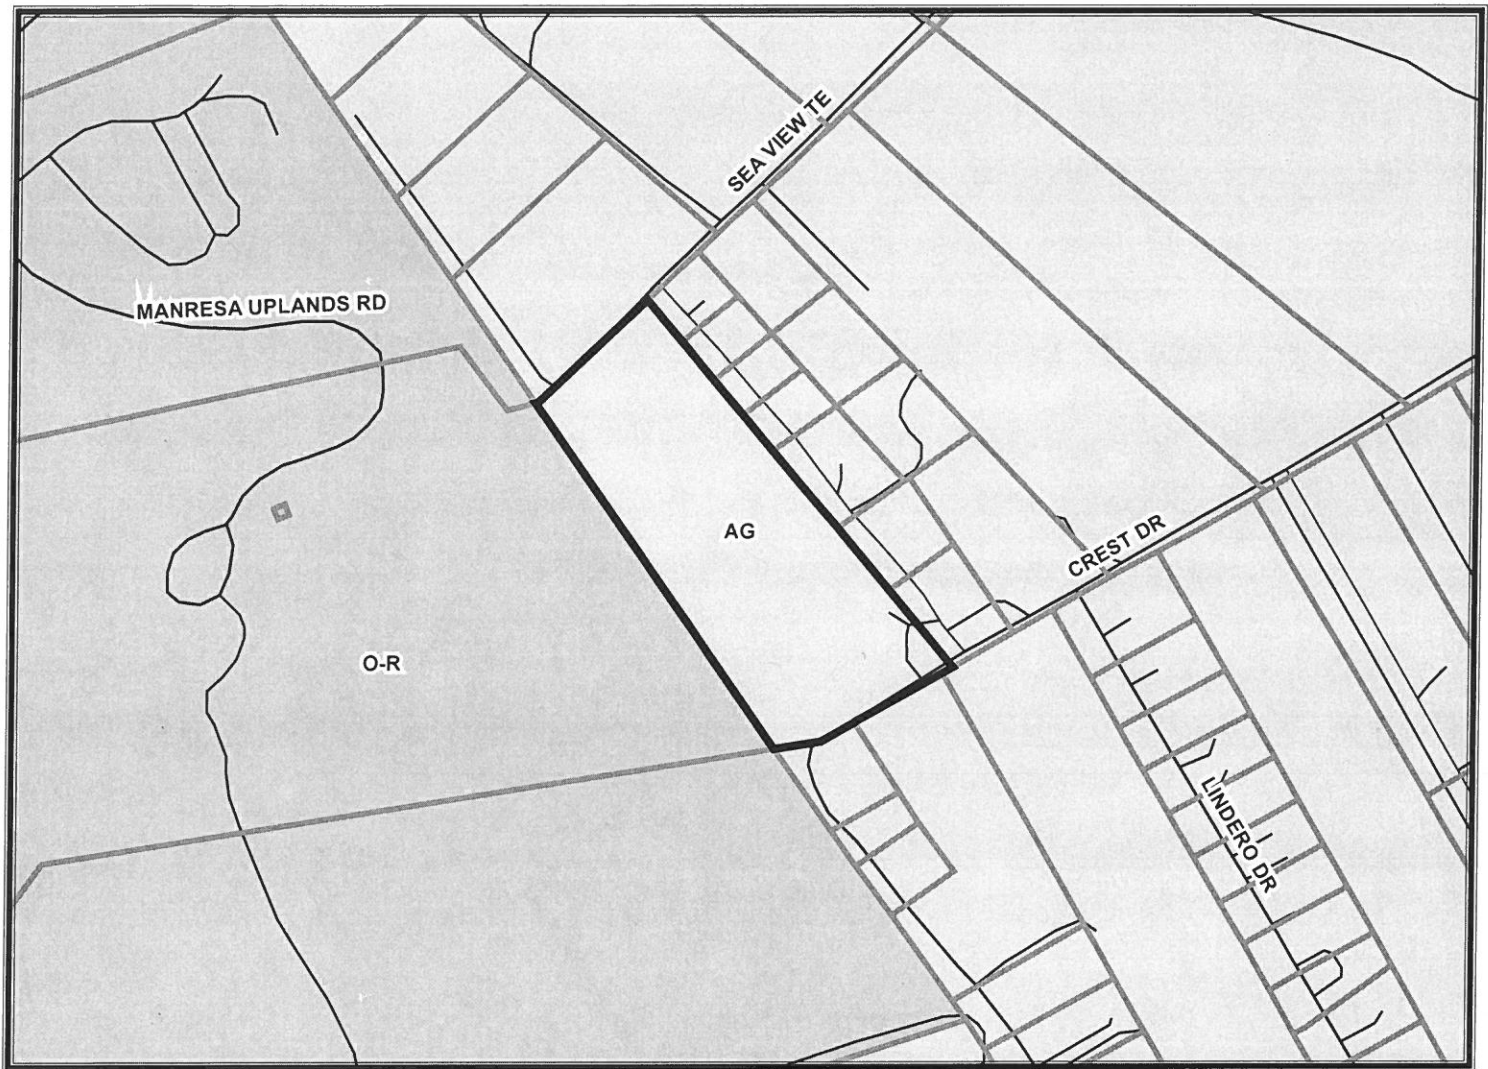 SEA VIEW TE
MANRESA UPLANDS RD
AG
CREST DR
O-R
LINDERO DR